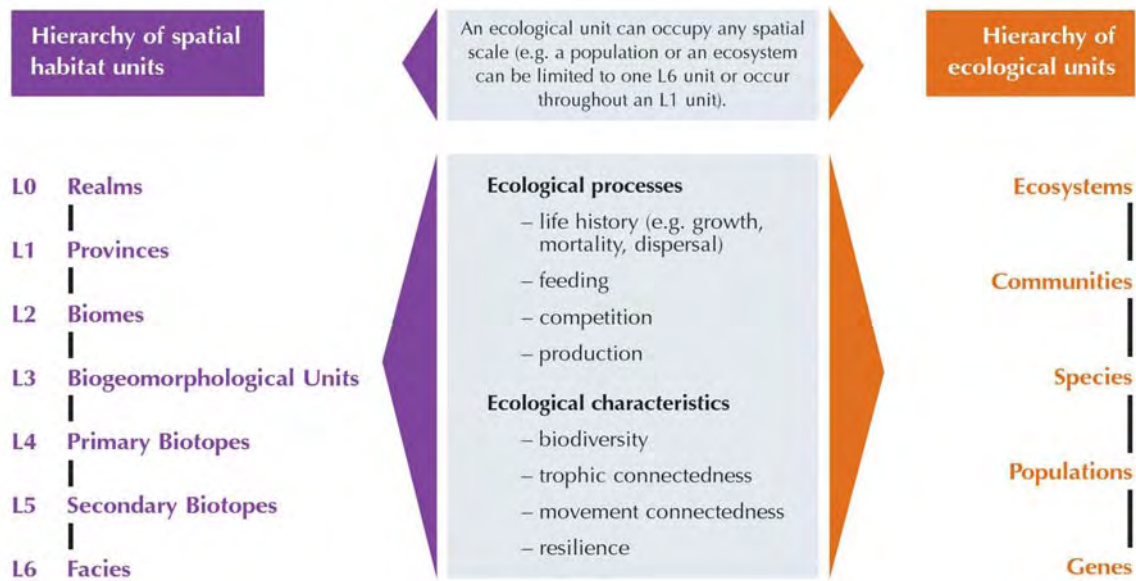 Hierarchy of spatial
habitat units
An ecological unit can occupy any spatial
scale (e.g. a population or an ecosystem
can be limited to one L6 unit or occur
throughout an L1 unit).
Hierarchy of
ecological units
L0 Realms
L1 Provinces
L2 Biomes
L3 Biogeomorphological Units
L4 Primary Biotopes
L5 Secondary Biotopes
L6 Facies
Ecological processes
– life history (e.g. growth,
mortality, dispersal)
– feeding
– competition
– production
Ecological characteristics
– biodiversity
– trophic connectedness
– movement connectedness
– resilience
Ecosystems
Communities
Species
Populations
Genes